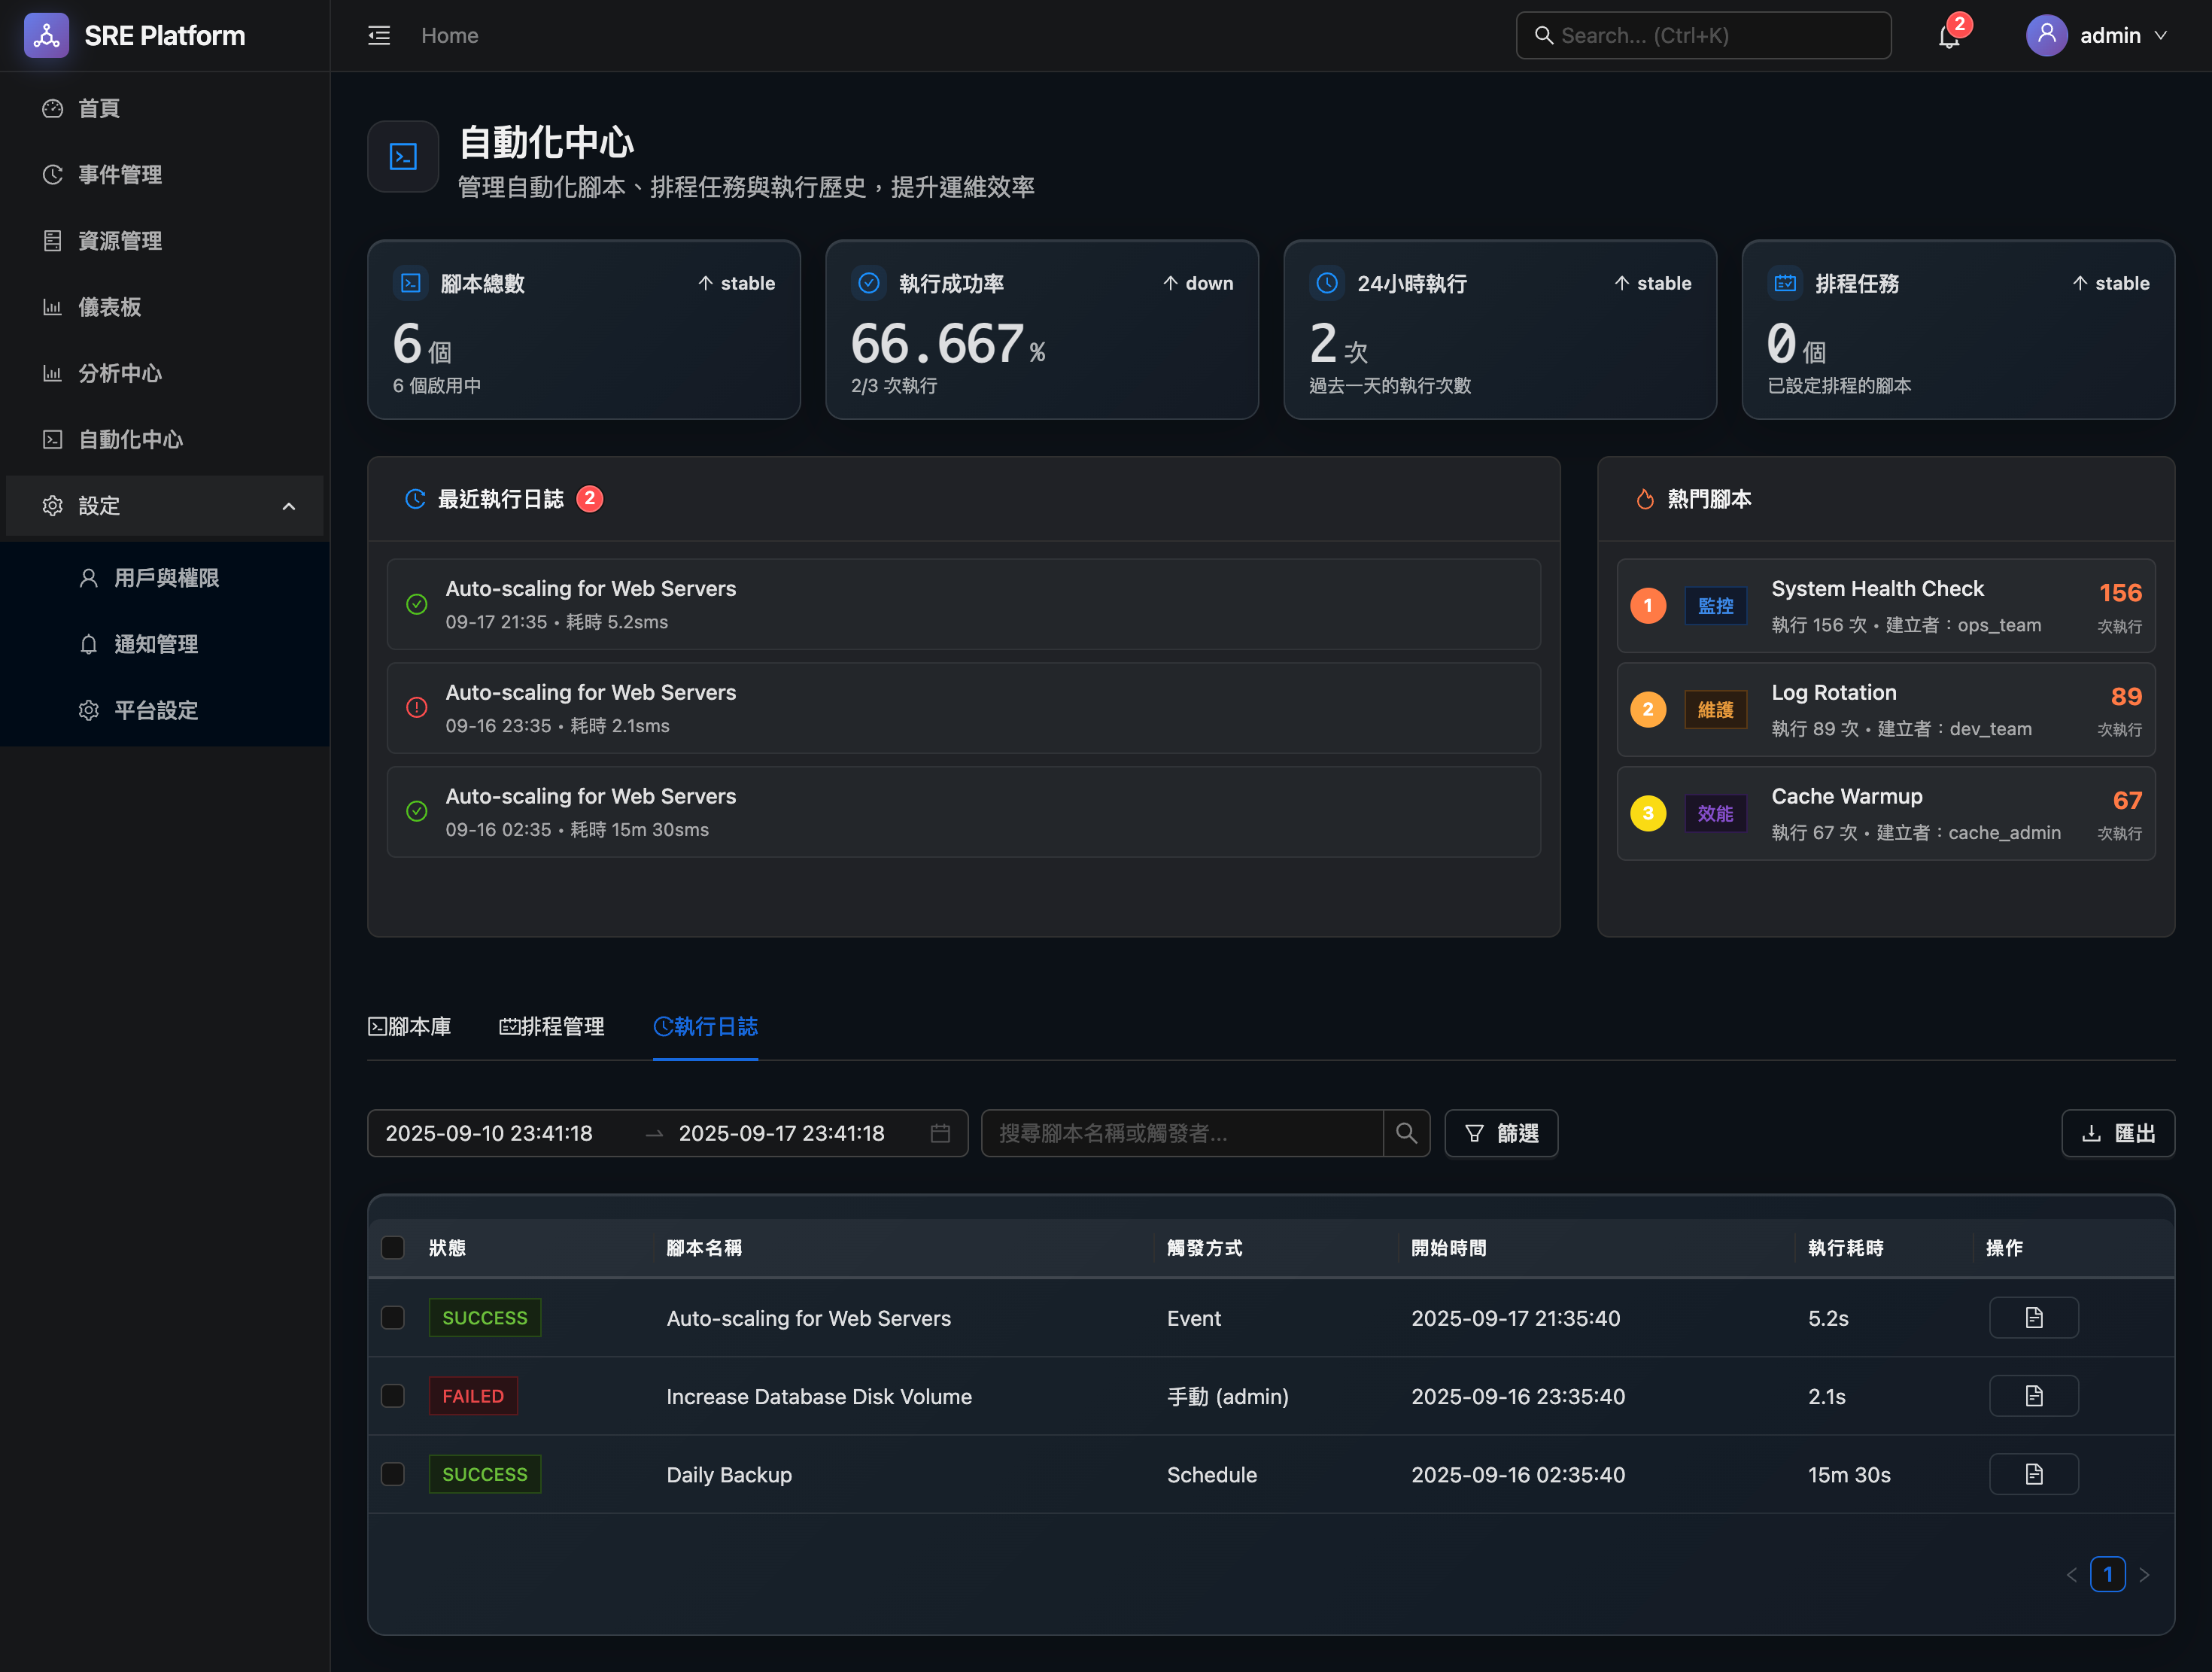 SRE Platform
Home
Search... (Ctrl+K)
2
admin
首頁
事件管理
資源管理
儀表板
分析中心
自動化中心
設定
用戶與權限
通知管理
平台設定
自動化中心
管理自動化腳本、排程任務與執行歷史，提升運維效率
腳本總數
stable
6 個
6 個啟用中
執行成功率
down
66.667 %
2/3 次執行
24小時執行
stable
2 次
過去一天的執行次數
排程任務
stable
0 個
已設定排程的腳本
最近執行日誌 2
Auto-scaling for Web Servers
09-17 21:35 • 耗時 5.2sms
Auto-scaling for Web Servers
09-16 23:35 • 耗時 2.1sms
Auto-scaling for Web Servers
09-16 02:35 • 耗時 15m 30sms
熱門腳本
1 監控 System Health Check 156
執行 156 次 • 建立者：ops_team 次執行
2 維護 Log Rotation 89
執行 89 次 • 建立者：dev_team 次執行
3 效能 Cache Warmup 67
執行 67 次 • 建立者：cache_admin 次執行
腳本庫 排程管理 執行日誌
2025-09-10 23:41:18 → 2025-09-17 23:41:18
搜尋腳本名稱或觸發者...
篩選
匯出
狀態 腳本名稱 觸發方式 開始時間 執行耗時 操作
SUCCESS Auto-scaling for Web Servers Event 2025-09-17 21:35:40 5.2s
FAILED Increase Database Disk Volume 手動 (admin) 2025-09-16 23:35:40 2.1s
SUCCESS Daily Backup Schedule 2025-09-16 02:35:40 15m 30s
1